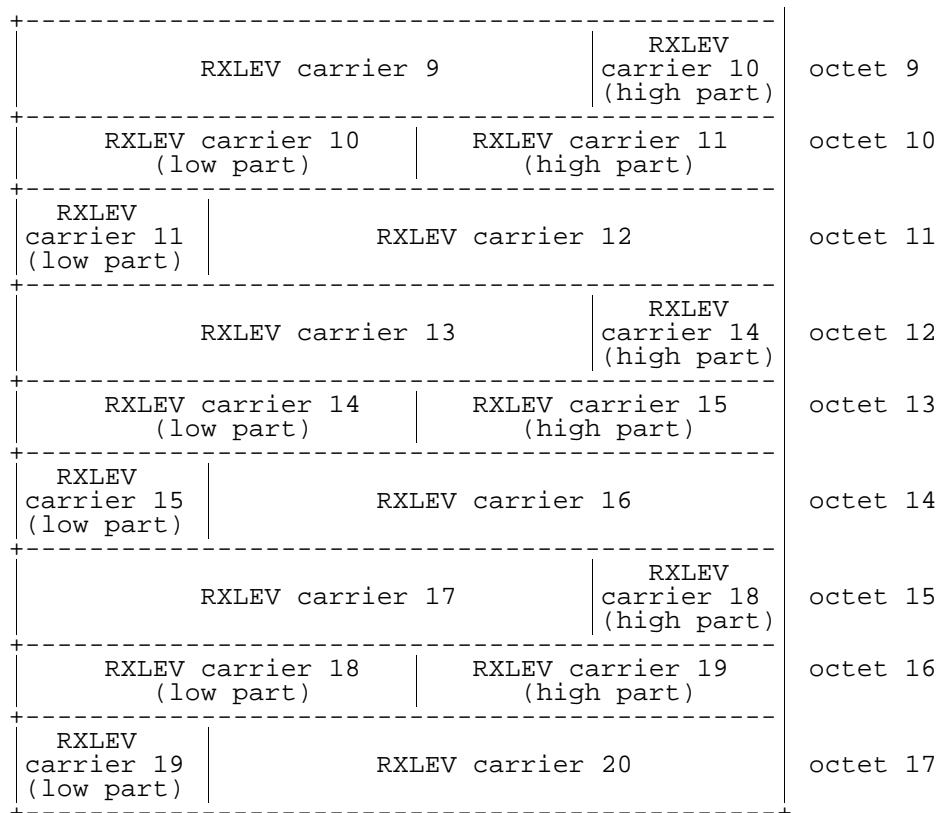 RXLEV
RXLEV carrier 9 carrier 10 octet 9
(high part)
RXLEV carrier 10 RXLEV carrier 11 octet 10
(low part) (high part)
RXLEV
carrier 11 RXLEV carrier 12 octet 11
(low part)
RXLEV
RXLEV carrier 13 carrier 14 octet 12
(high part)
RXLEV carrier 14 RXLEV carrier 15 octet 13
(low part) (high part)
RXLEV
carrier 15 RXLEV carrier 16 octet 14
(low part)
RXLEV
RXLEV carrier 17 carrier 18 octet 15
(high part)
RXLEV carrier 18 RXLEV carrier 19 octet 16
(low part) (high part)
RXLEV
carrier 19 RXLEV carrier 20 octet 17
(low part)